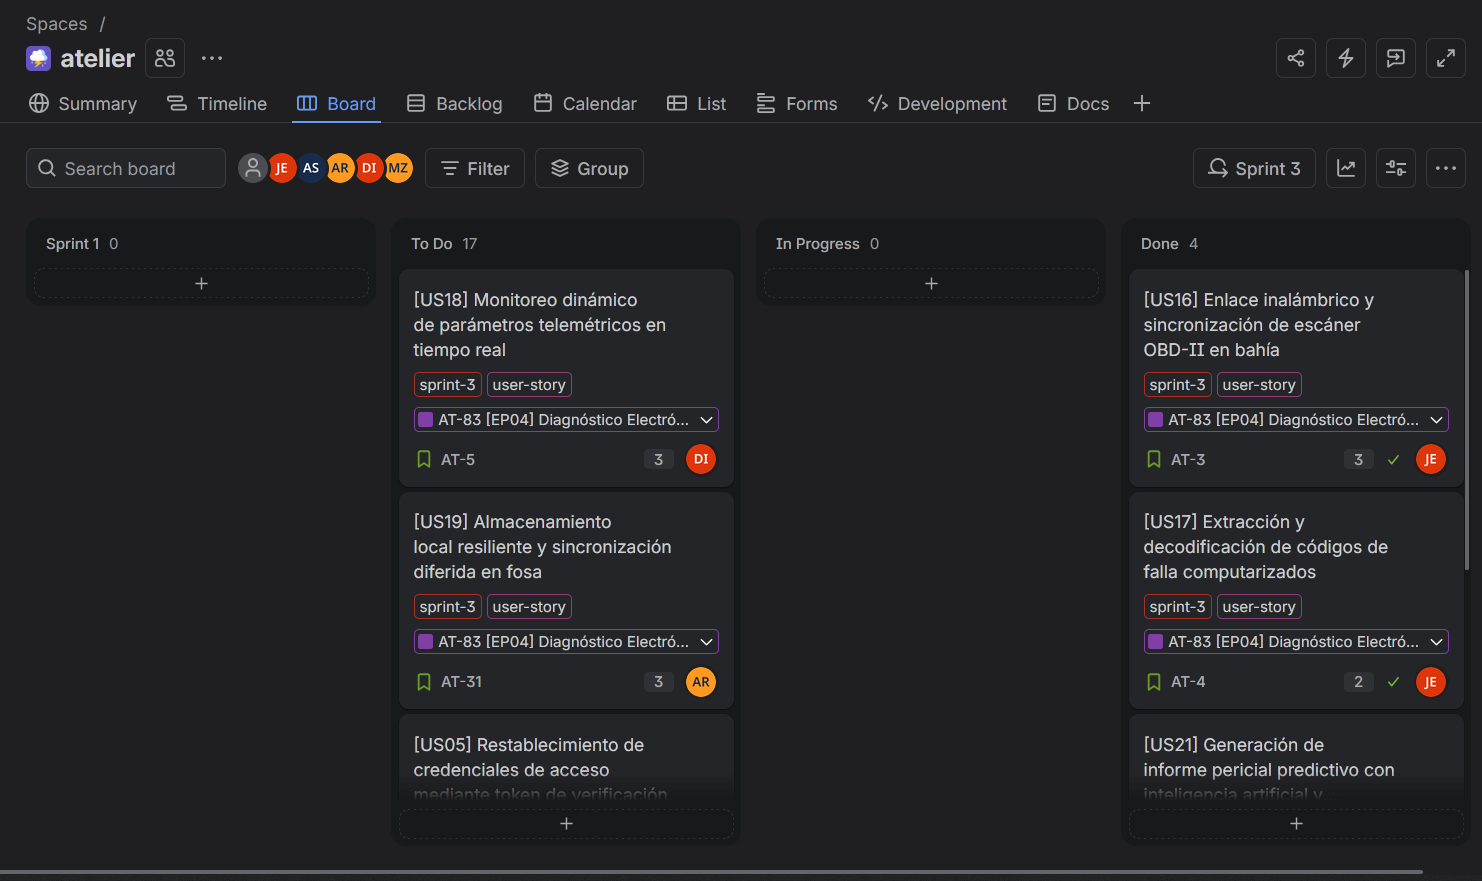 Spaces /
atelier
Summary Timeline Board Backlog Calendar List Forms Development Docs
Search board JE AS AR DI MZ Filter Group Sprint 3
Sprint 1 0
To Do 17
[US18] Monitoreo dinámico
de parámetros telemétricos en
tiempo real
sprint-3 user-story
AT-83 [EP04] Diagnóstico Electró...
AT-5 3 DI
[US19] Almacenamiento
local resiliente y sincronización
diferida en fosa
sprint-3 user-story
AT-83 [EP04] Diagnóstico Electró...
AT-31 3 AR
[US05] Restablecimiento de
credenciales de acceso
mediante token de verificación
In Progress 0
Done 4
[US16] Enlace inalámbrico y
sincronización de escáner
OBD-II en bahía
sprint-3 user-story
AT-83 [EP04] Diagnóstico Electró...
AT-3 3 JE
[US17] Extracción y
decodificación de códigos de
falla computarizados
sprint-3 user-story
AT-83 [EP04] Diagnóstico Electró...
AT-4 2 JE
[US21] Generación de
informe pericial predictivo con
inteligencia artificial y